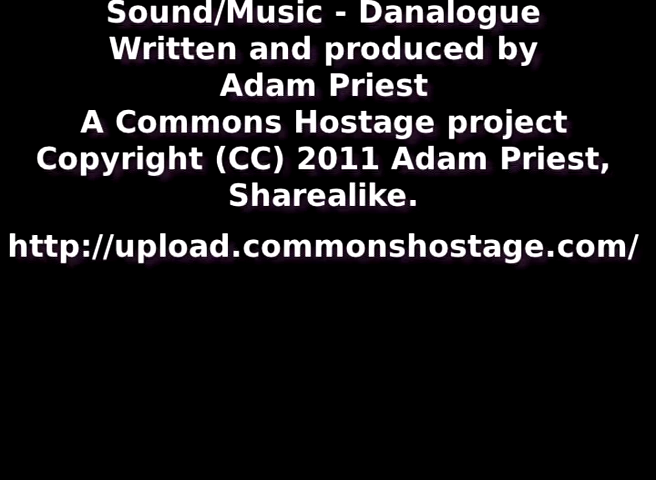 Sound/Music - Danalogue
Written and produced by
Adam Priest
A Commons Hostage project
Copyright (CC) 2011 Adam Priest,
Sharealike.
http://upload.commonshostage.com/